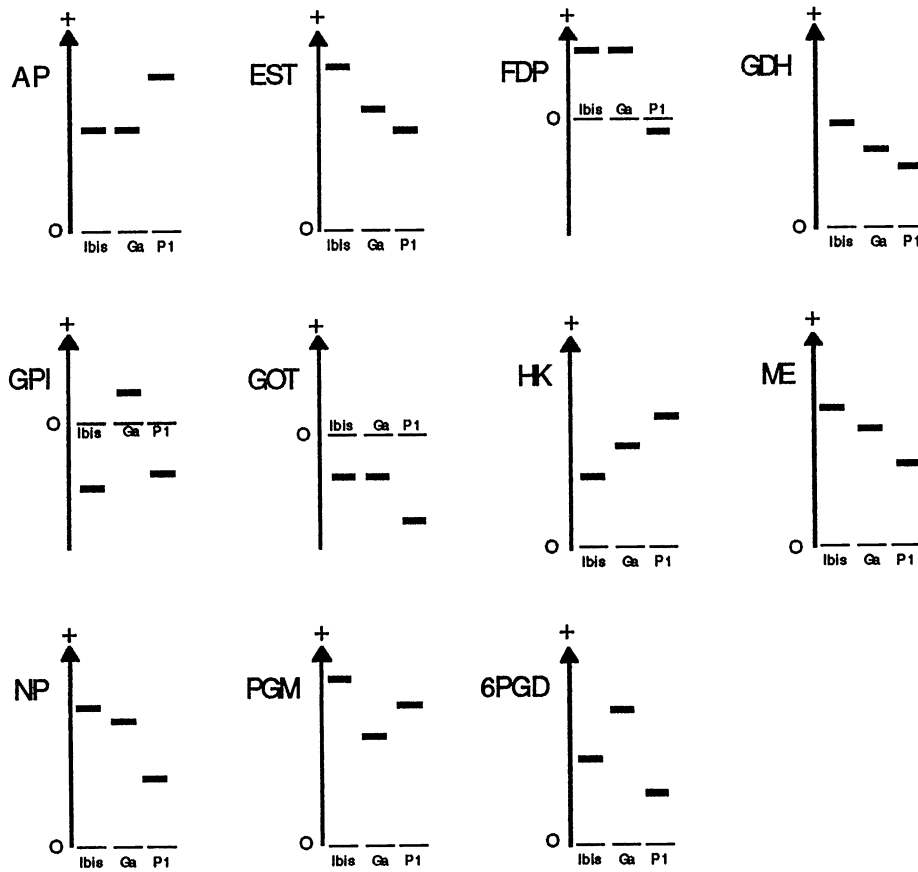 + + + +
AP EST FDP GDH
Ibis Ga P1
O O O O
Ibis Ga P1 Ibis Ga P1 Ibis Ga P1
+ + + +
GPI GOT HK ME
O Ibis Ga P1 O Ibis Ga P1
O Ibis Ga P1 O Ibis Ga P1
+ + +
NP PGM 6PGD
O O O
Ibis Ga P1 Ibis Ga P1 Ibis Ga P1